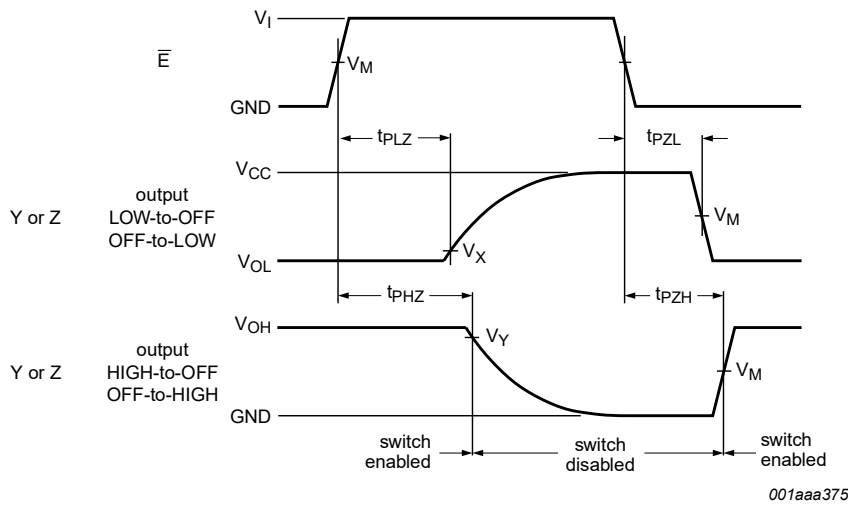 V_I
E̅
V_M
GND
t_PLZ
t_PZL
V_CC
Y or Z
output
LOW-to-OFF
OFF-to-LOW
V_M
V_X
V_OL
t_PHZ
t_PZH
V_OH
Y or Z
output
HIGH-to-OFF
OFF-to-HIGH
V_Y
V_M
GND
switch
enabled
switch
disabled
switch
enabled
001aaa375